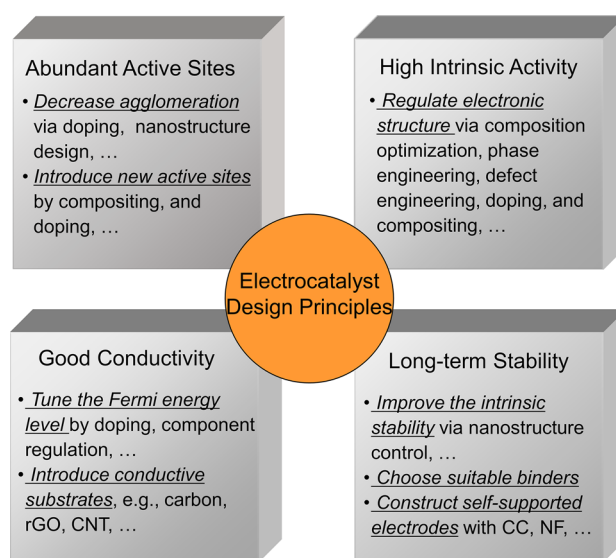 Abundant Active Sites
• Decrease agglomeration
via doping, nanostructure
design, …
• Introduce new active sites
by compositing, and
doping, …
High Intrinsic Activity
• Regulate electronic
structure via composition
optimization, phase
engineering, defect
engineering, doping, and
compositing, …
Electrocatalyst
Design Principles
Good Conductivity
• Tune the Fermi energy
level by doping, component
regulation, …
• Introduce conductive
substrates, e.g., carbon,
rGO, CNT, …
Long-term Stability
• Improve the intrinsic
stability via nanostructure
control, …
• Choose suitable binders
• Construct self-supported
electrodes with CC, NF, …